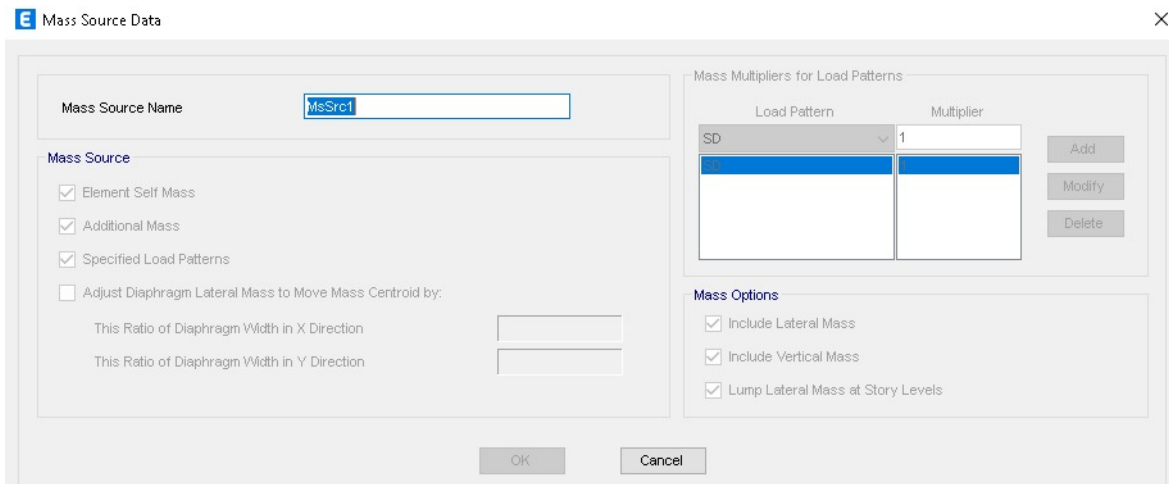 E Mass Source Data
Mass Source Name MsSrc1
Mass Source
Element Self Mass
Additional Mass
Specified Load Patterns
Adjust Diaphragm Lateral Mass to Move Mass Centroid by:
This Ratio of Diaphragm Width in X Direction
This Ratio of Diaphragm Width in Y Direction
Mass Multipliers for Load Patterns
Load Pattern Multiplier
SD 1
SD 1
Add
Modify
Delete
Mass Options
Include Lateral Mass
Include Vertical Mass
Lump Lateral Mass at Story Levels
OK Cancel